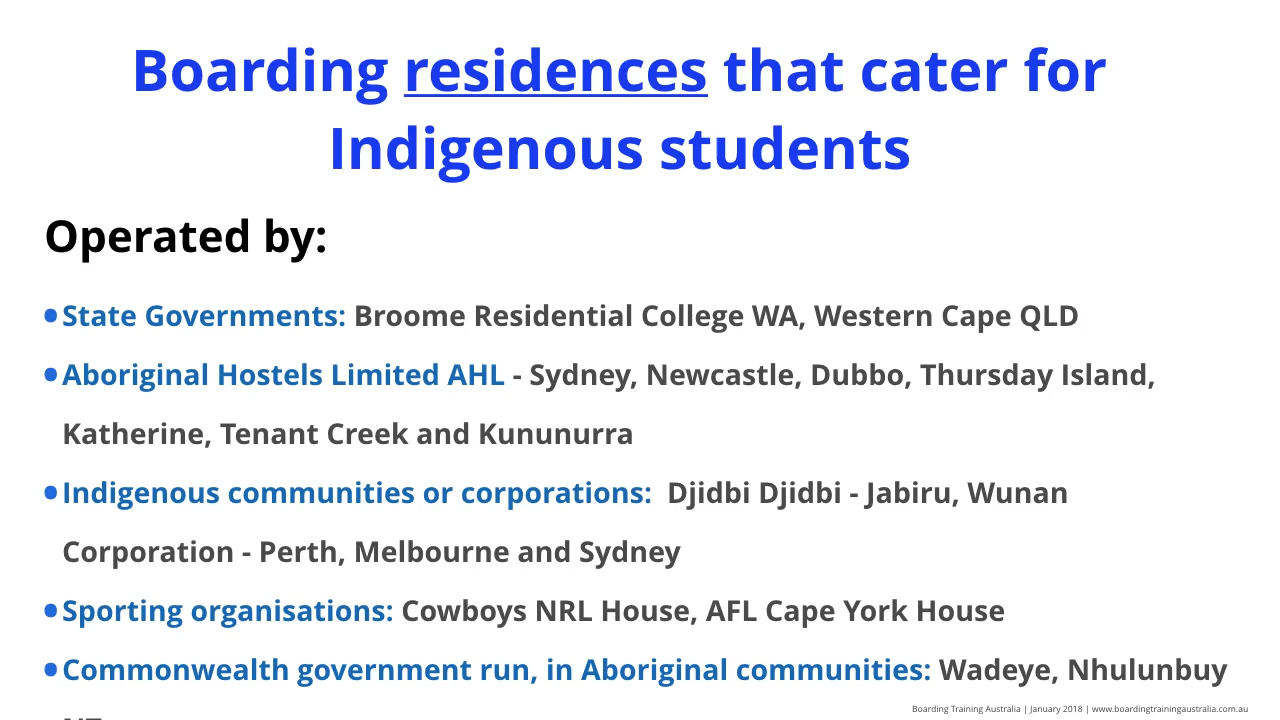 Boarding residences that cater for
Indigenous students
Operated by:
•State Governments: Broome Residential College WA, Western Cape QLD
•Aboriginal Hostels Limited AHL - Sydney, Newcastle, Dubbo, Thursday Island,
Katherine, Tenant Creek and Kununurra
•Indigenous communities or corporations:  Djidbi Djidbi - Jabiru, Wunan
Corporation - Perth, Melbourne and Sydney
•Sporting organisations: Cowboys NRL House, AFL Cape York House
•Commonwealth government run, in Aboriginal communities: Wadeye, Nhulunbuy
Boarding Training Australia | January 2018 | www.boardingtrainingaustralia.com.au